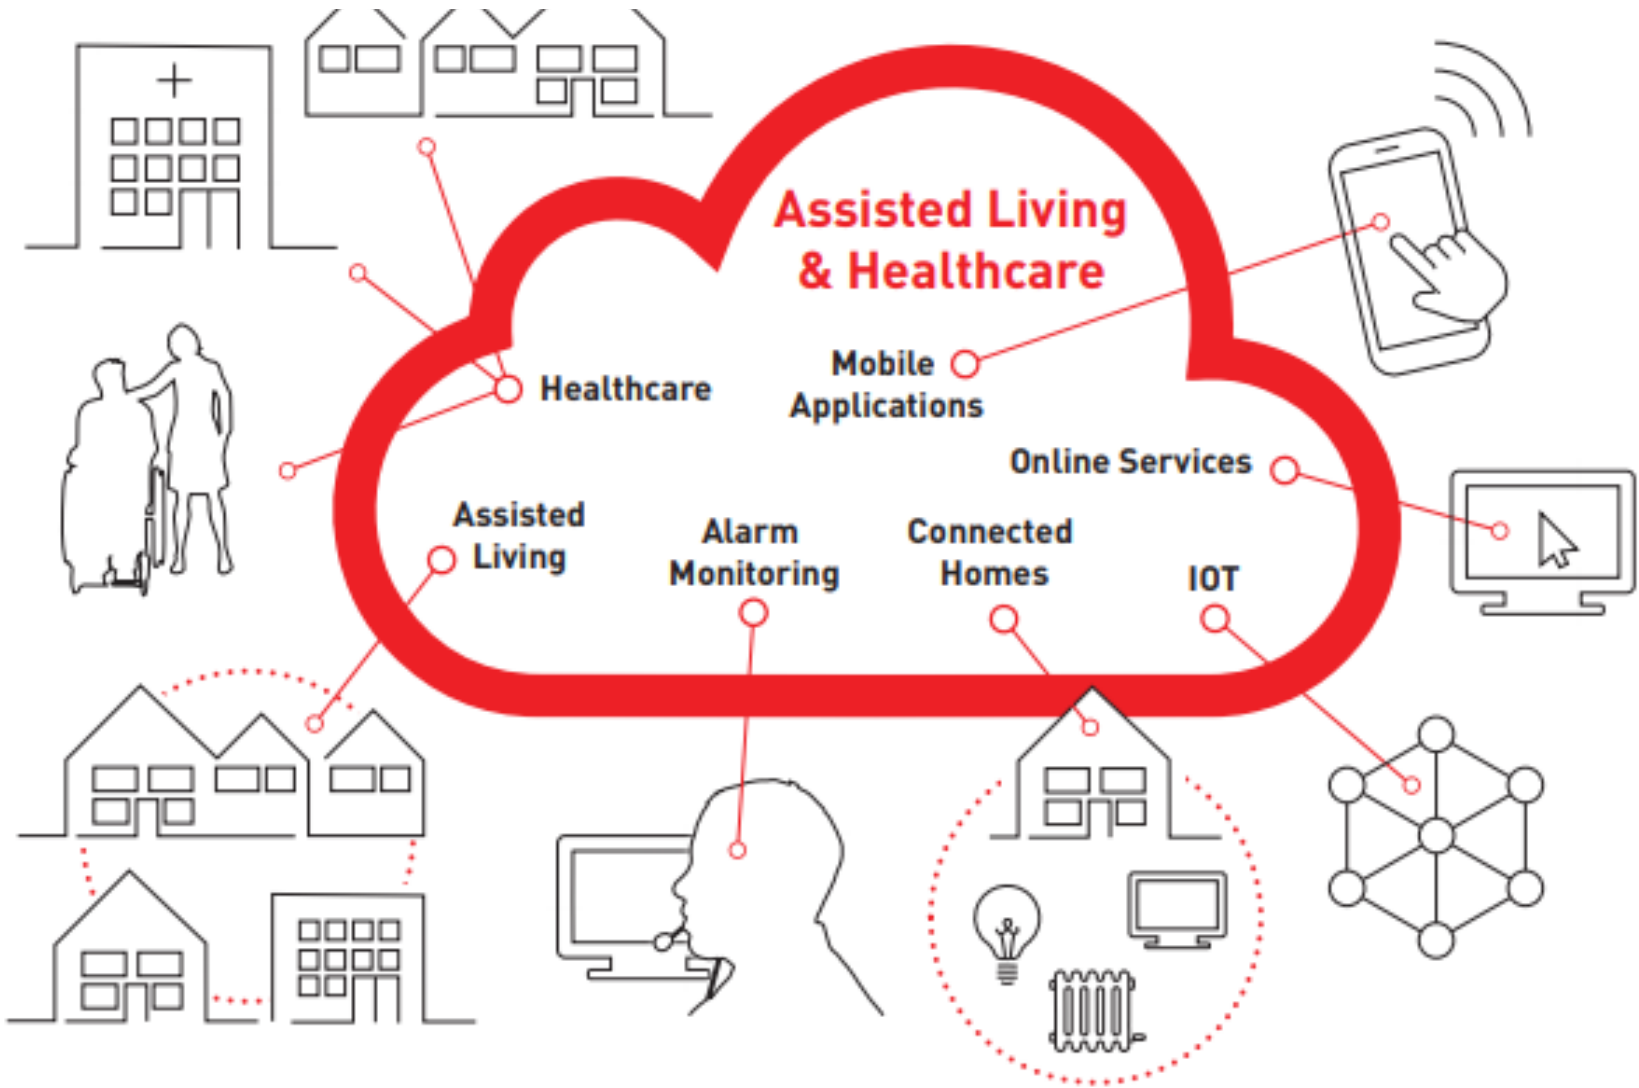 Assisted Living
& Healthcare
Mobile
Applications
Healthcare
Online Services
Assisted
Living
Alarm
Monitoring
Connected
Homes
IOT